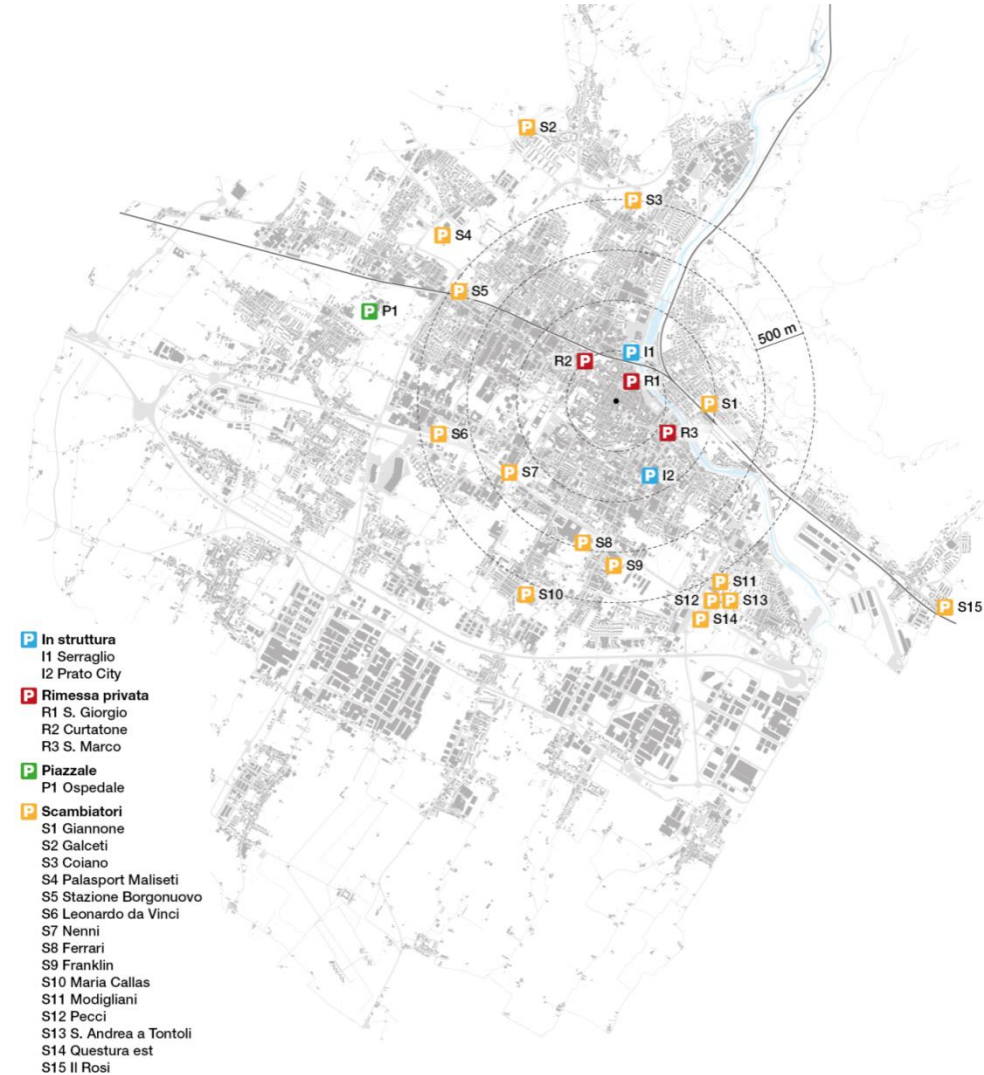 P S2
P S3
P S4
P S5
P P1
500 m
P I1
R2 P
P R1
P S1
P R3
P S6
P S7
P I2
P S8
P S9
P S11
P S10
S12 P P S13
P S14
P S15
P In struttura
I1 Serraglio
I2 Prato City
P Rimessa privata
R1 S. Giorgio
R2 Curtatone
R3 S. Marco
P Piazzale
P1 Ospedale
P Scambiatori
S1 Giannone
S2 Galceti
S3 Coiano
S4 Palasport Maliseti
S5 Stazione Borgonuovo
S6 Leonardo da Vinci
S7 Nenni
S8 Ferrari
S9 Franklin
S10 Maria Callas
S11 Modigliani
S12 Pecci
S13 S. Andrea a Tontoli
S14 Questura est
S15 Il Rosi